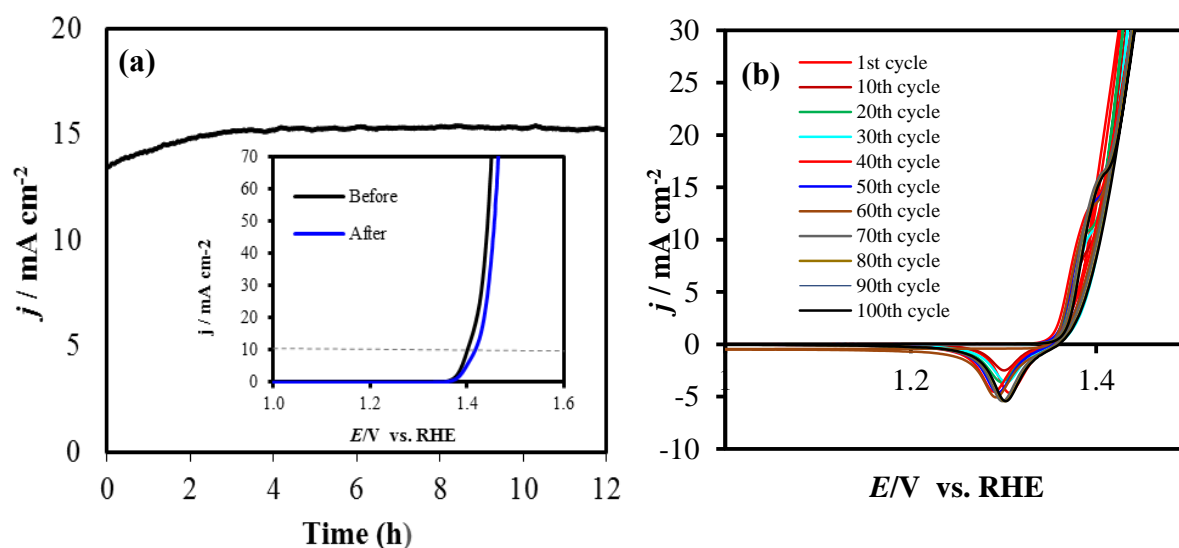 (a)
20
15
10
5
0
j / mA cm-2
0 2 4 6 8 10 12
Time (h)
70
60
50
40
30
20
10
0
j / mA cm-2
Before
After
1.0 1.2 1.4 1.6
E/V vs. RHE
(b)
30
25
20
15
10
5
0
-5
-10
j / mA cm-2
1st cycle
10th cycle
20th cycle
30th cycle
40th cycle
50th cycle
60th cycle
70th cycle
80th cycle
90th cycle
100th cycle
1 1.2 1.4
E/V vs. RHE